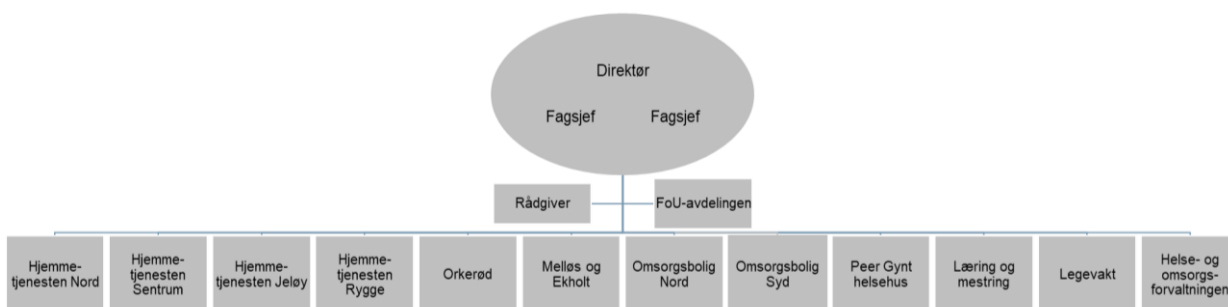 Direktør
Fagsjef Fagsjef
Rådgiver
FoU-avdelingen
Hjemme-
tjenesten Nord
Hjemme-
tjenesten
Sentrum
Hjemme-
tjenesten Jeløy
Hjemme-
tjenesten
Rygge
Orkerød
Melløs og
Ekholt
Omsorgsbolig
Nord
Omsorgsbolig
Syd
Peer Gynt
helsehus
Læring og
mestring
Legevakt
Helse- og
omsorgs-
forvaltningen